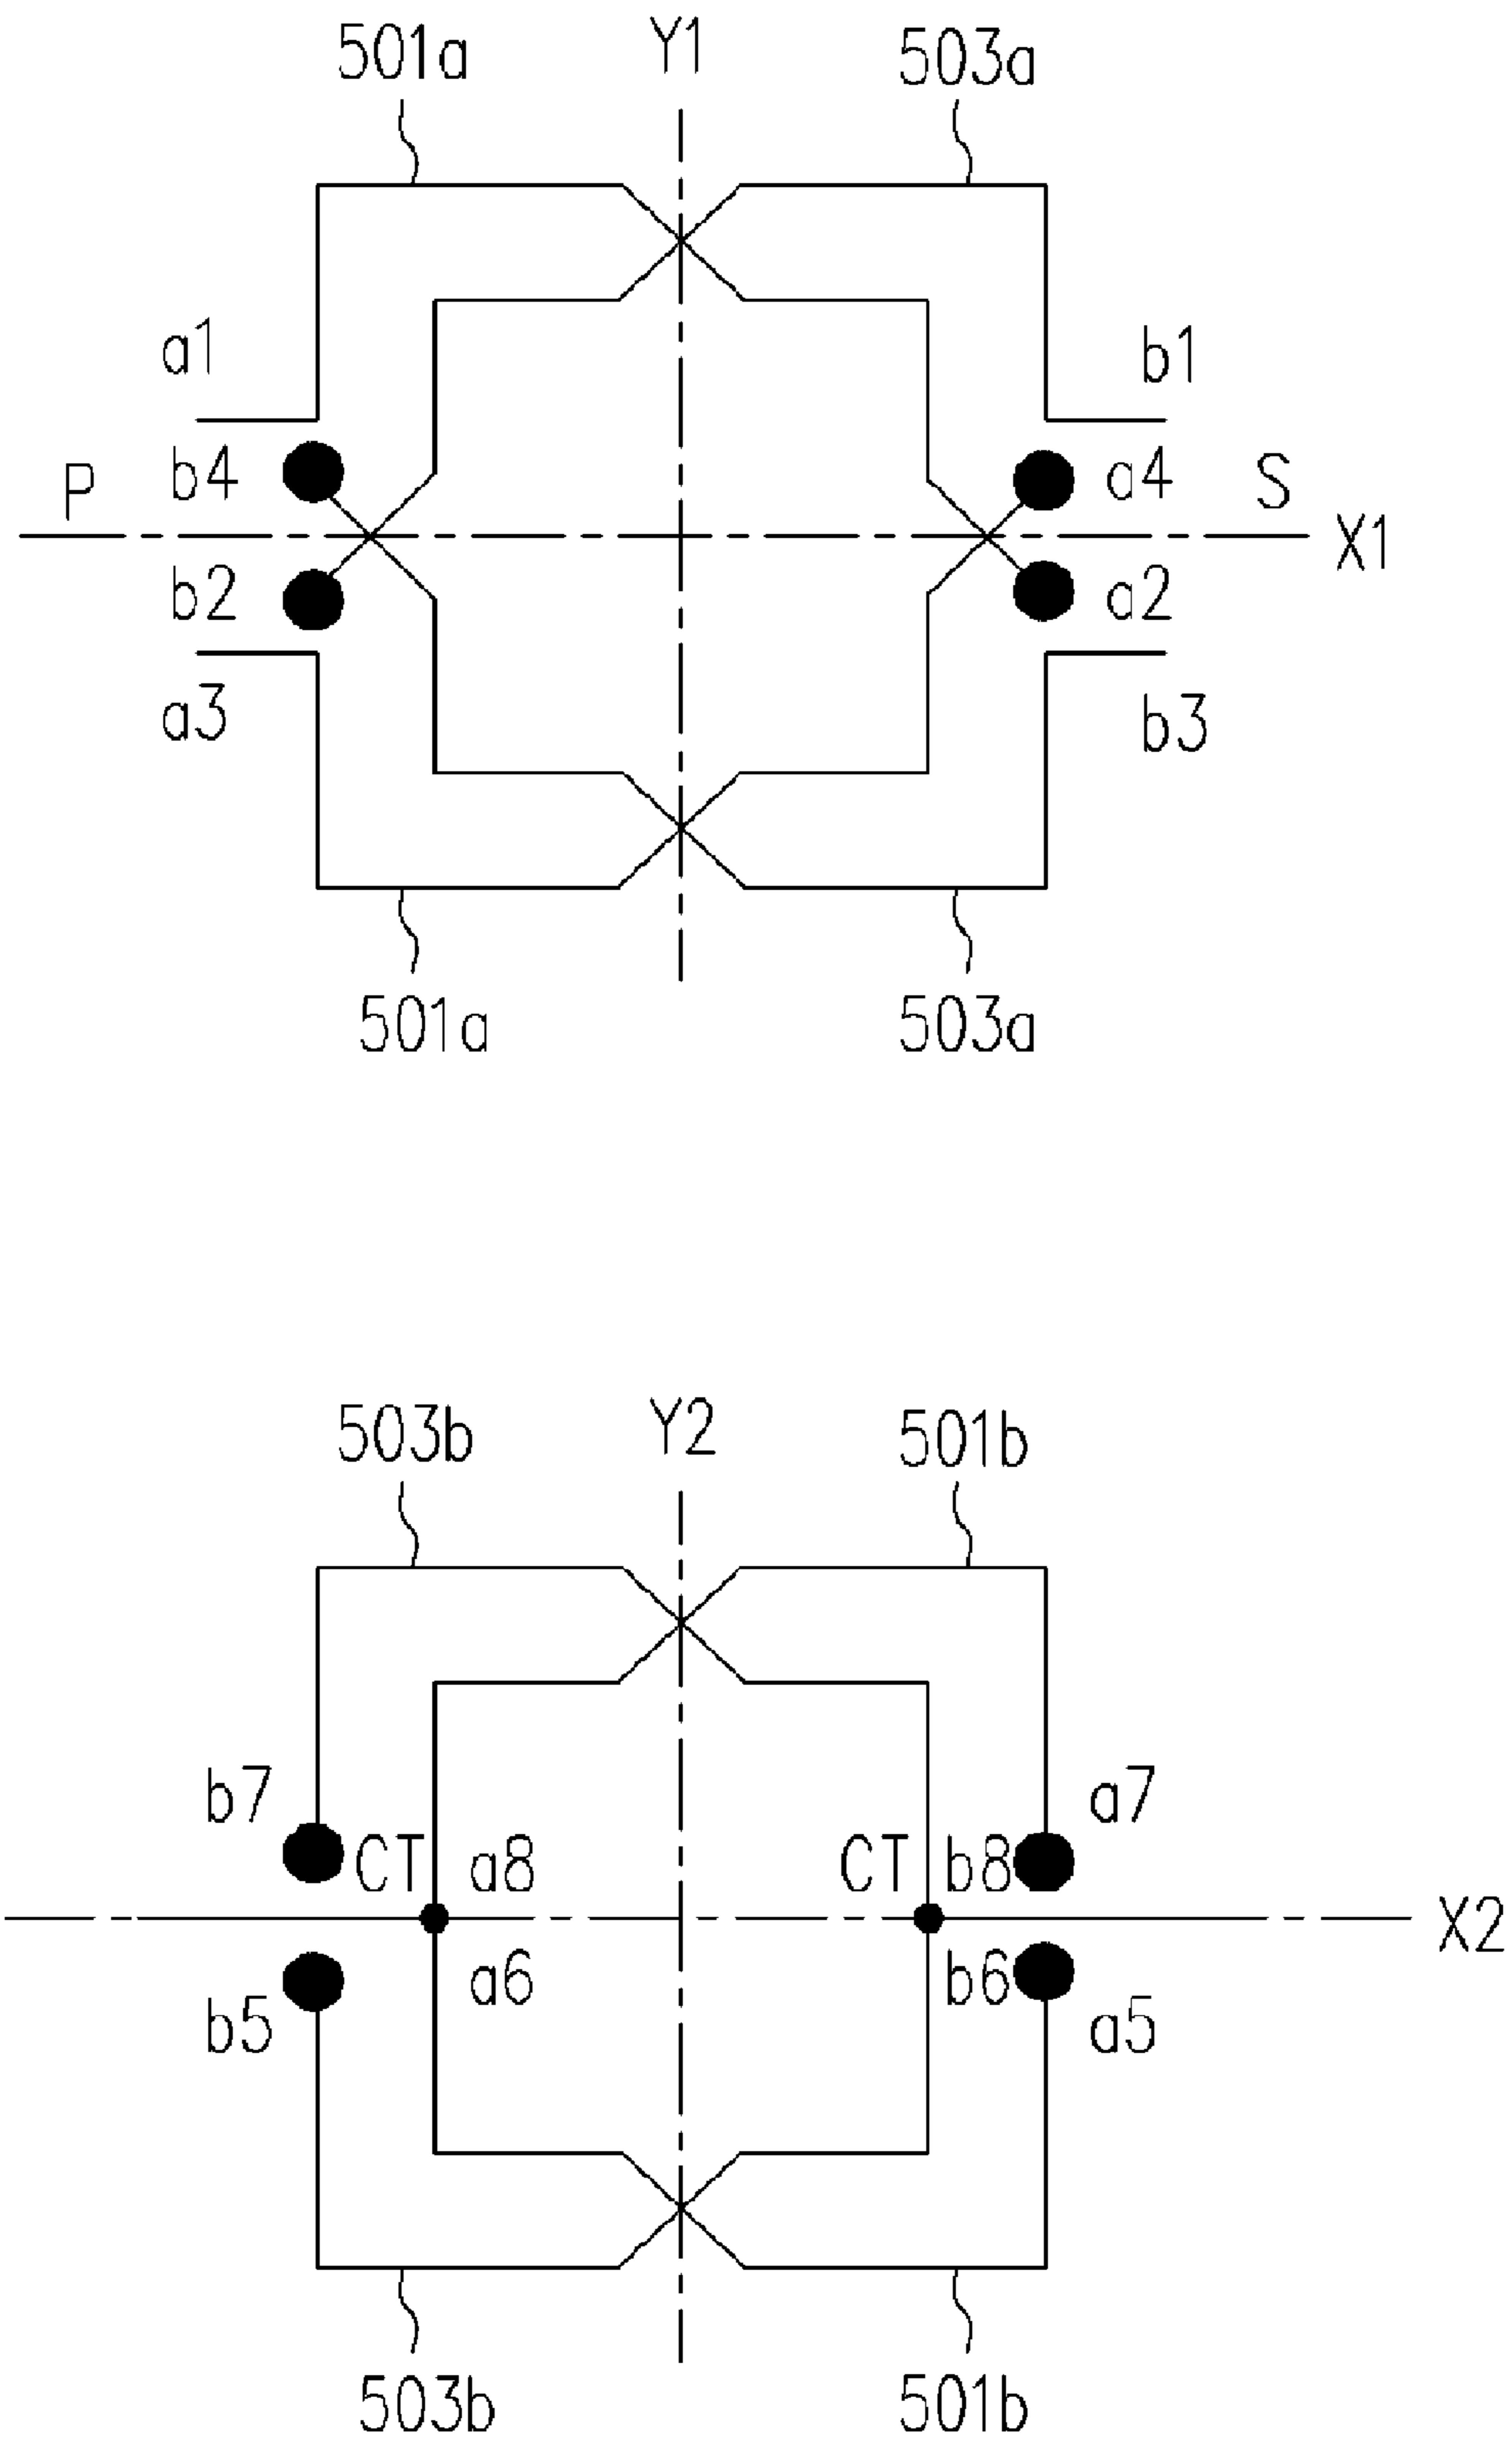 501a Y1 503a
a1 b1
P b4 a4 S
X1
b2 a2
a3 b3
501a 503a
503b Y2 501b
b7 a7
CT a8 CT b8
X2
a6 b6
b5 a5
503b 501b